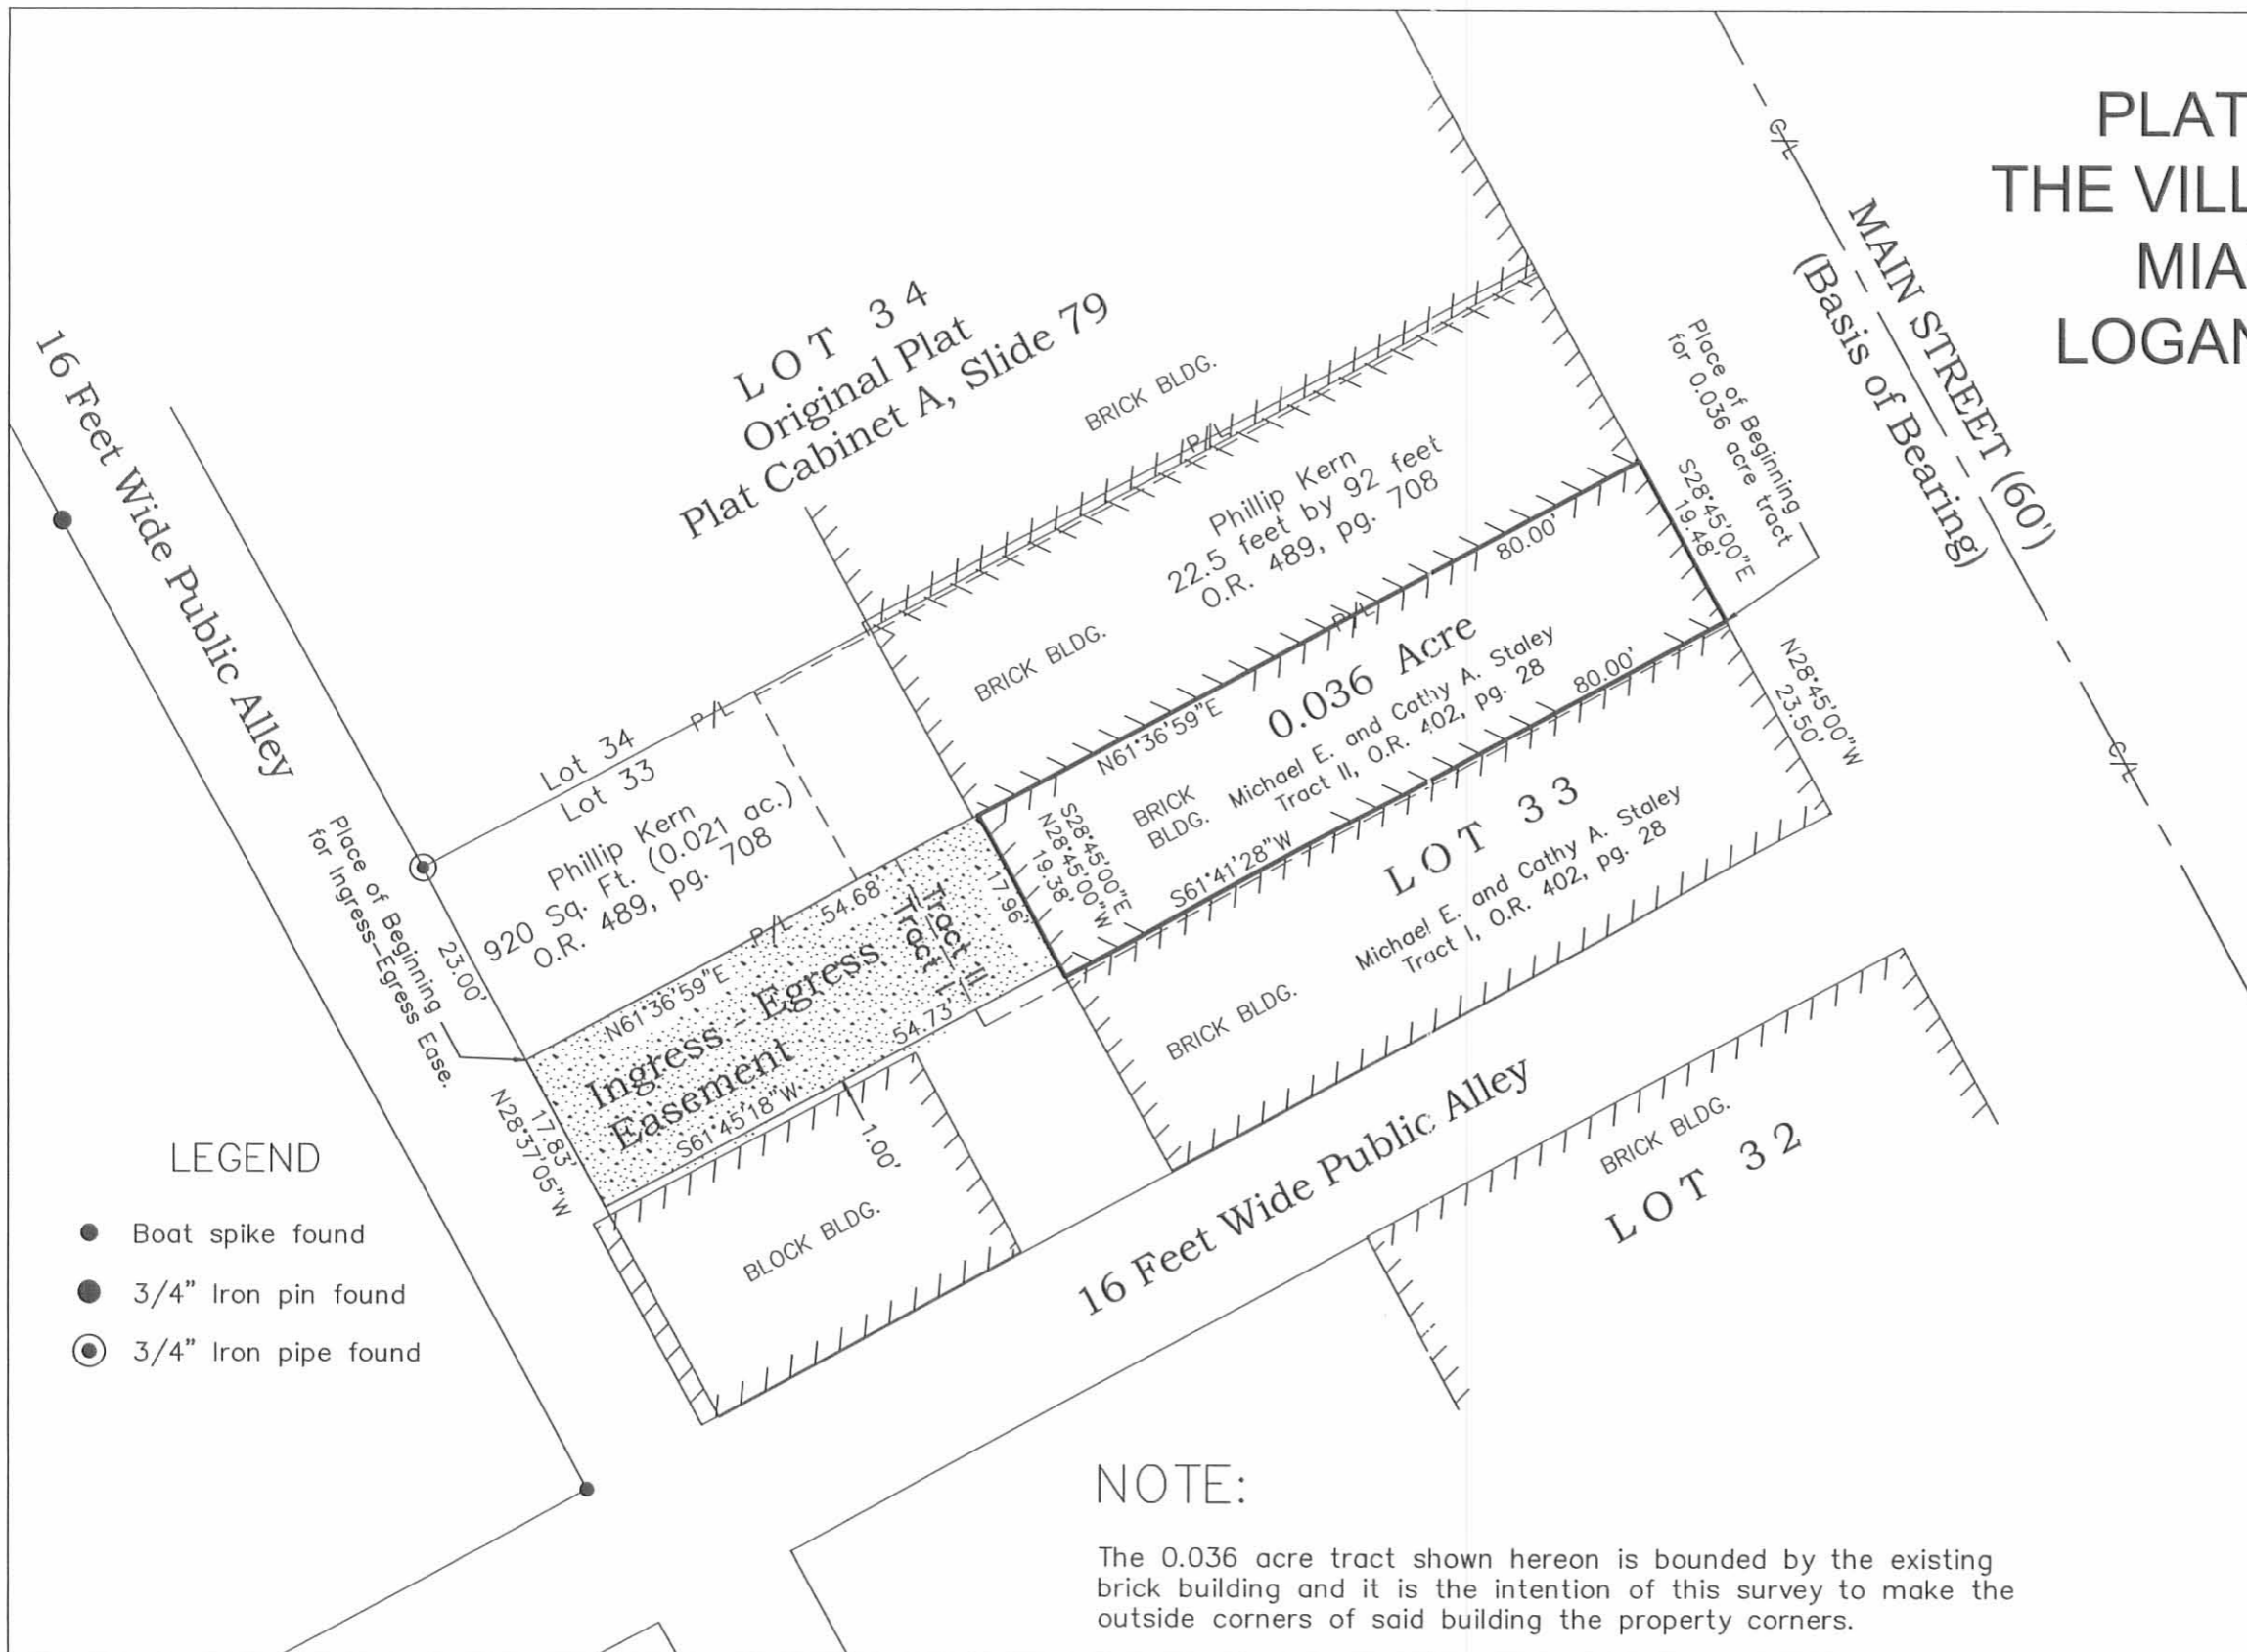 PLAT
THE VILL
MIA
LOGAN
16 Feet Wide Public Alley
LOT 34
Original Plat
Plat Cabinet A, Slide 79
BRICK BLDG.
P/L
C/L
MAIN STREET (60')
(Basis of Bearing)
Place of Beginning
for 0.036 acre tract
S28°45'00"E
19.48'
Phillip Kern
22.5 feet by 92 feet
O.R. 489, pg. 708
BRICK BLDG.
80.00'
P/L
N61°36'59"E
0.036 Acre
Michael E. and Cathy A. Staley
Tract II, O.R. 402, pg. 28
BRICK
BLDG.
80.00'
S61°41'28"W
S28°45'00"E
N28°45'00"W
19.38'
17.96'
N28°45'00"W
23.50'
C/L
LOT 33
Michael E. and Cathy A. Staley
Tract I, O.R. 402, pg. 28
BRICK BLDG.
Lot 34
P/L
Lot 33
Phillip Kern
920 Sq. Ft. (0.021 ac.)
O.R. 489, pg. 708
Place of Beginning
for Ingress-Egress Ease.
23.00'
N61°36'59"E
P/L
54.68'
Tract II
Tract I
Ingress - Egress
Easement
54.73'
S61°45'18"W
17.83'
N28°37'05"W
1.00'
BLOCK BLDG.
16 Feet Wide Public Alley
BRICK BLDG.
LOT 32
LEGEND
Boat spike found
3/4" Iron pin found
3/4" Iron pipe found
NOTE:
The 0.036 acre tract shown hereon is bounded by the existing
brick building and it is the intention of this survey to make the
outside corners of said building the property corners.